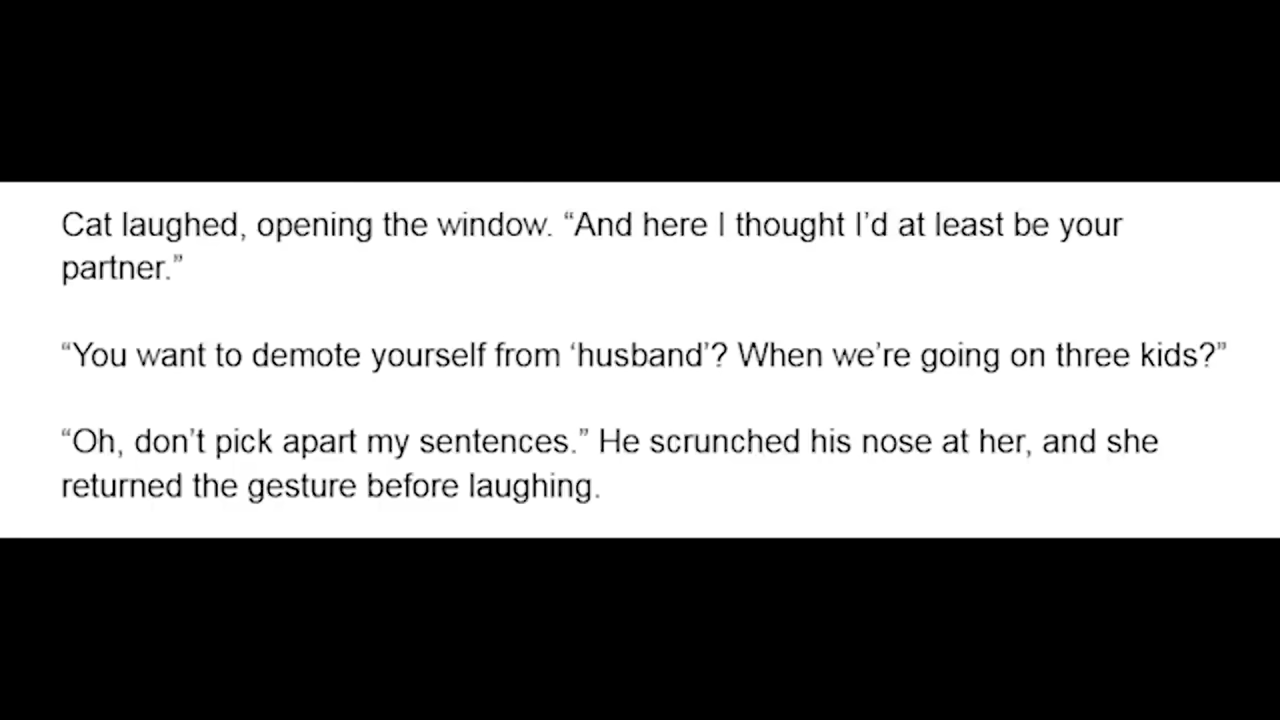 Cat laughed, opening the window. “And here I thought I’d at least be your
partner.”
“You want to demote yourself from ‘husband’? When we’re going on three kids?”
“Oh, don’t pick apart my sentences.” He scrunched his nose at her, and she
returned the gesture before laughing.